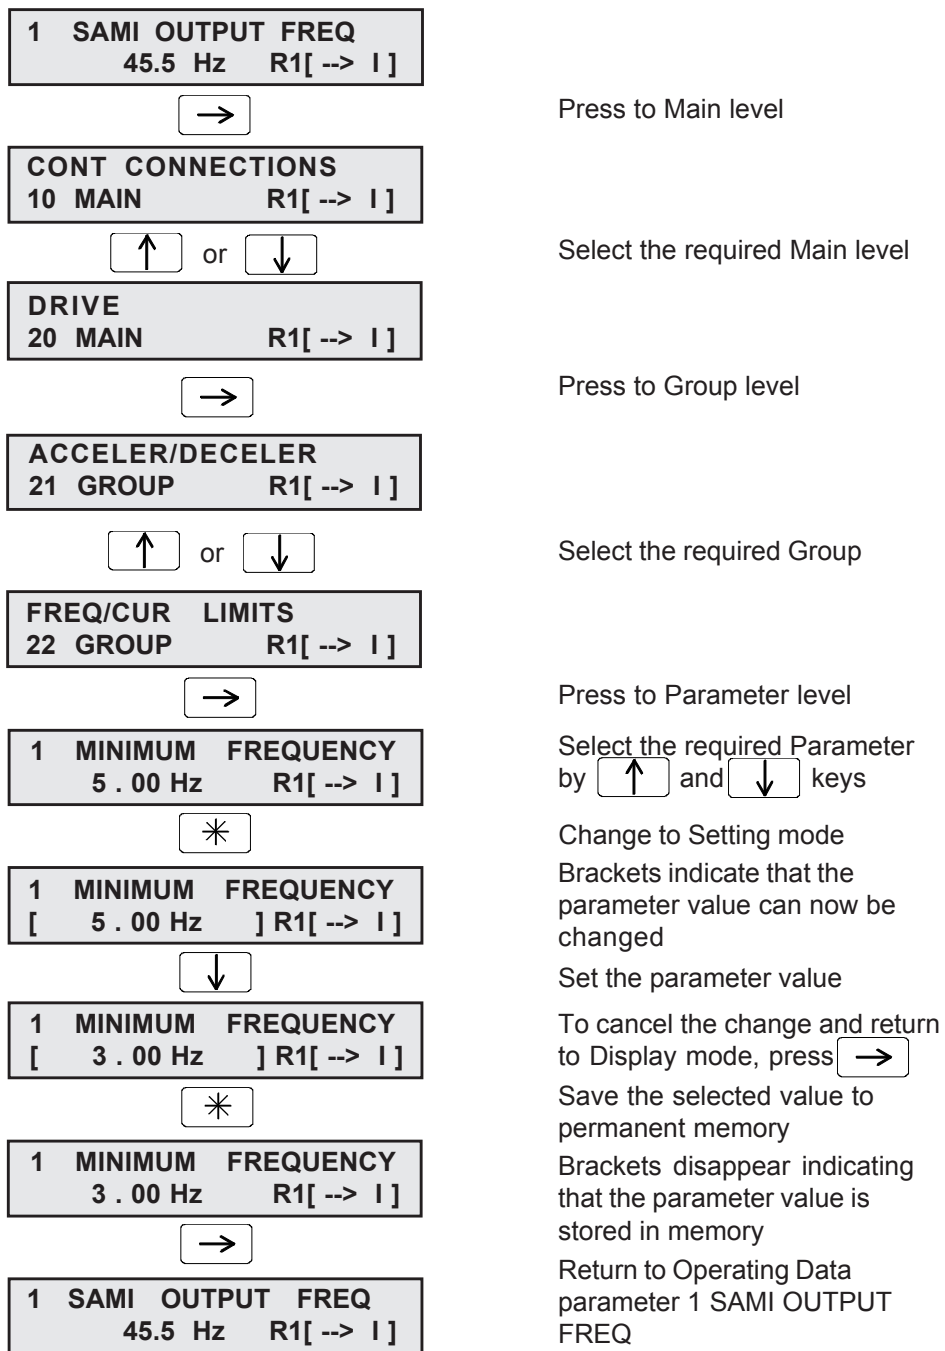 1 SAMI OUTPUT FREQ
45.5 Hz R1[ --> I ]
Press to Main level
CONT CONNECTIONS
10 MAIN R1[ --> I ]
or
Select the required Main level
DRIVE
20 MAIN R1[ --> I ]
Press to Group level
ACCELER/DECELER
21 GROUP R1[ --> I ]
or
Select the required Group
FREQ/CUR LIMITS
22 GROUP R1[ --> I ]
Press to Parameter level
1 MINIMUM FREQUENCY
5 . 00 Hz R1[ --> I ]
Select the required Parameter
by ↑ and ↓ keys
Change to Setting mode
1 MINIMUM FREQUENCY
[ 5 . 00 Hz ] R1[ --> I ]
Brackets indicate that the
parameter value can now be
changed
Set the parameter value
1 MINIMUM FREQUENCY
[ 3 . 00 Hz ] R1[ --> I ]
To cancel the change and return
to Display mode, press →
Save the selected value to
permanent memory
1 MINIMUM FREQUENCY
3 . 00 Hz R1[ --> I ]
Brackets disappear indicating
that the parameter value is
stored in memory
1 SAMI OUTPUT FREQ
45.5 Hz R1[ --> I ]
Return to Operating Data
parameter 1 SAMI OUTPUT
FREQ